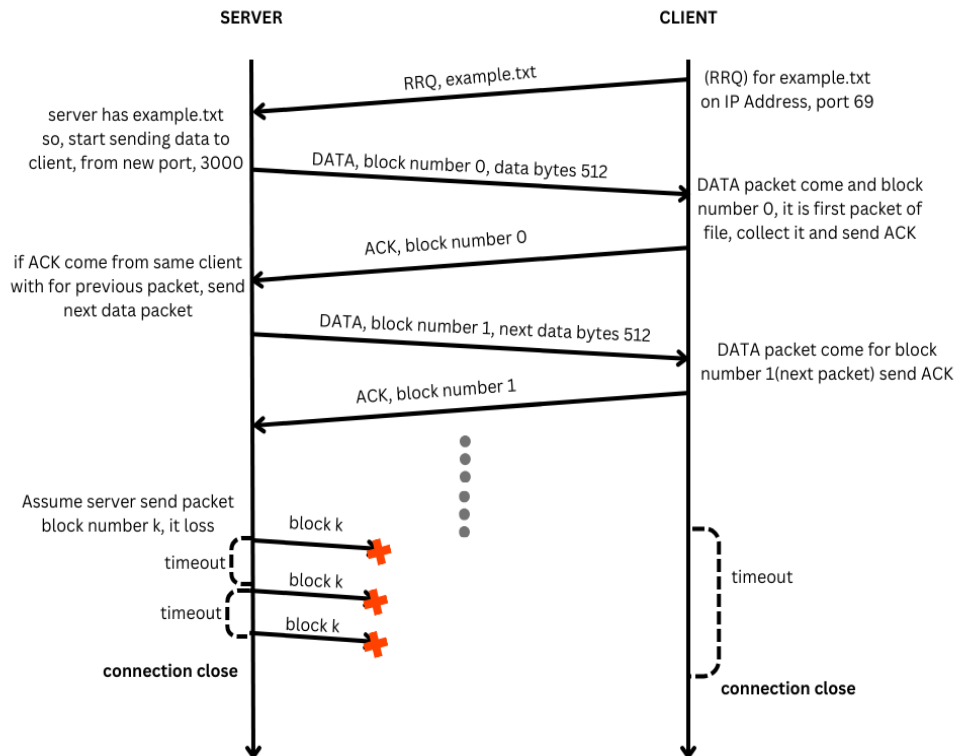 SERVER
CLIENT
RRQ, example.txt
(RRQ) for example.txt
on IP Address, port 69
server has example.txt
so, start sending data to
client, from new port, 3000
DATA, block number 0, data bytes 512
DATA packet come and block
number 0, it is first packet of
file, collect it and send ACK
ACK, block number 0
if ACK come from same client
with for previous packet, send
next data packet
DATA, block number 1, next data bytes 512
DATA packet come for block
number 1(next packet) send ACK
ACK, block number 1
Assume server send packet
block number k, it loss
block k
timeout
block k
timeout
block k
timeout
connection close
connection close